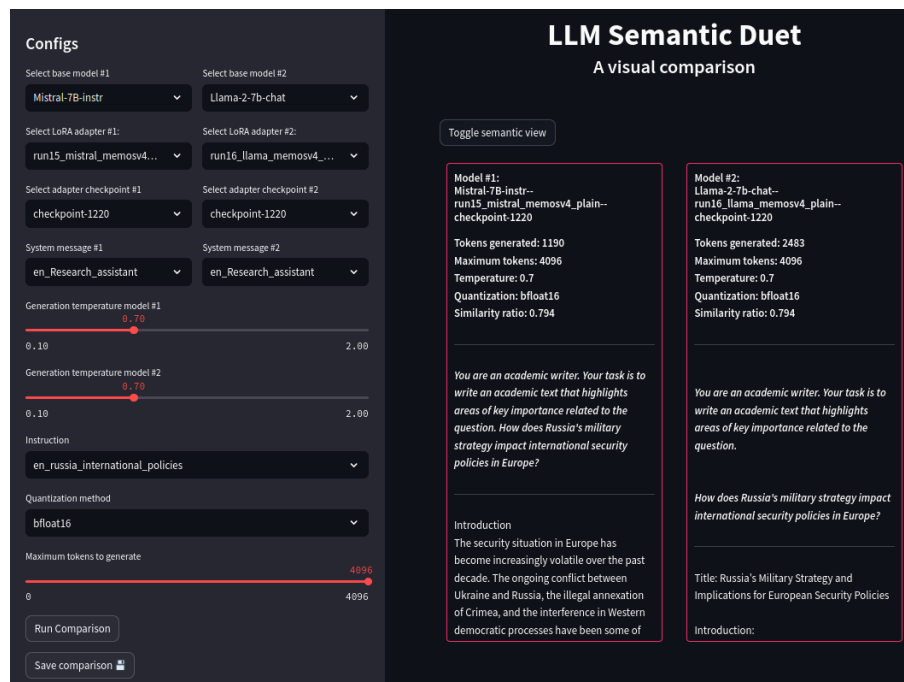 Configs
Select base model #1
Select base model #2
Mistral-7B-instr
Llama-2-7b-chat
Select LoRA adapter #1:
Select LoRA adapter #2:
run15_mistral_memosv4...
run16_llama_memosv4_...
Select adapter checkpoint #1
Select adapter checkpoint #2
checkpoint-1220
checkpoint-1220
System message #1
System message #2
en_Research_assistant
en_Research_assistant
Generation temperature model #1
0.70
0.10
2.00
Generation temperature model #2
0.70
0.10
2.00
Instruction
en_russia_international_policies
Quantization method
bfloat16
Maximum tokens to generate
4096
0
4096
Run Comparison
Save comparison 💾
LLM Semantic Duet
A visual comparison
Toggle semantic view
Model #1:
Mistral-7B-instr--
run15_mistral_memosv4_plain--
checkpoint-1220
Tokens generated: 1190
Maximum tokens: 4096
Temperature: 0.7
Quantization: bfloat16
Similarity ratio: 0.794
You are an academic writer. Your task is to
write an academic text that highlights
areas of key importance related to the
question. How does Russia's military
strategy impact international security
policies in Europe?
Introduction
The security situation in Europe has
become increasingly volatile over the past
decade. The ongoing conflict between
Ukraine and Russia, the illegal annexation
of Crimea, and the interference in Western
democratic processes have been some of
Model #2:
Llama-2-7b-chat--
run16_llama_memosv4_plain--
checkpoint-1220
Tokens generated: 2483
Maximum tokens: 4096
Temperature: 0.7
Quantization: bfloat16
Similarity ratio: 0.794
You are an academic writer. Your task is to
write an academic text that highlights
areas of key importance related to the
question.
How does Russia's military strategy impact
international security policies in Europe?
Title: Russia's Military Strategy and
Implications for European Security Policies
Introduction: